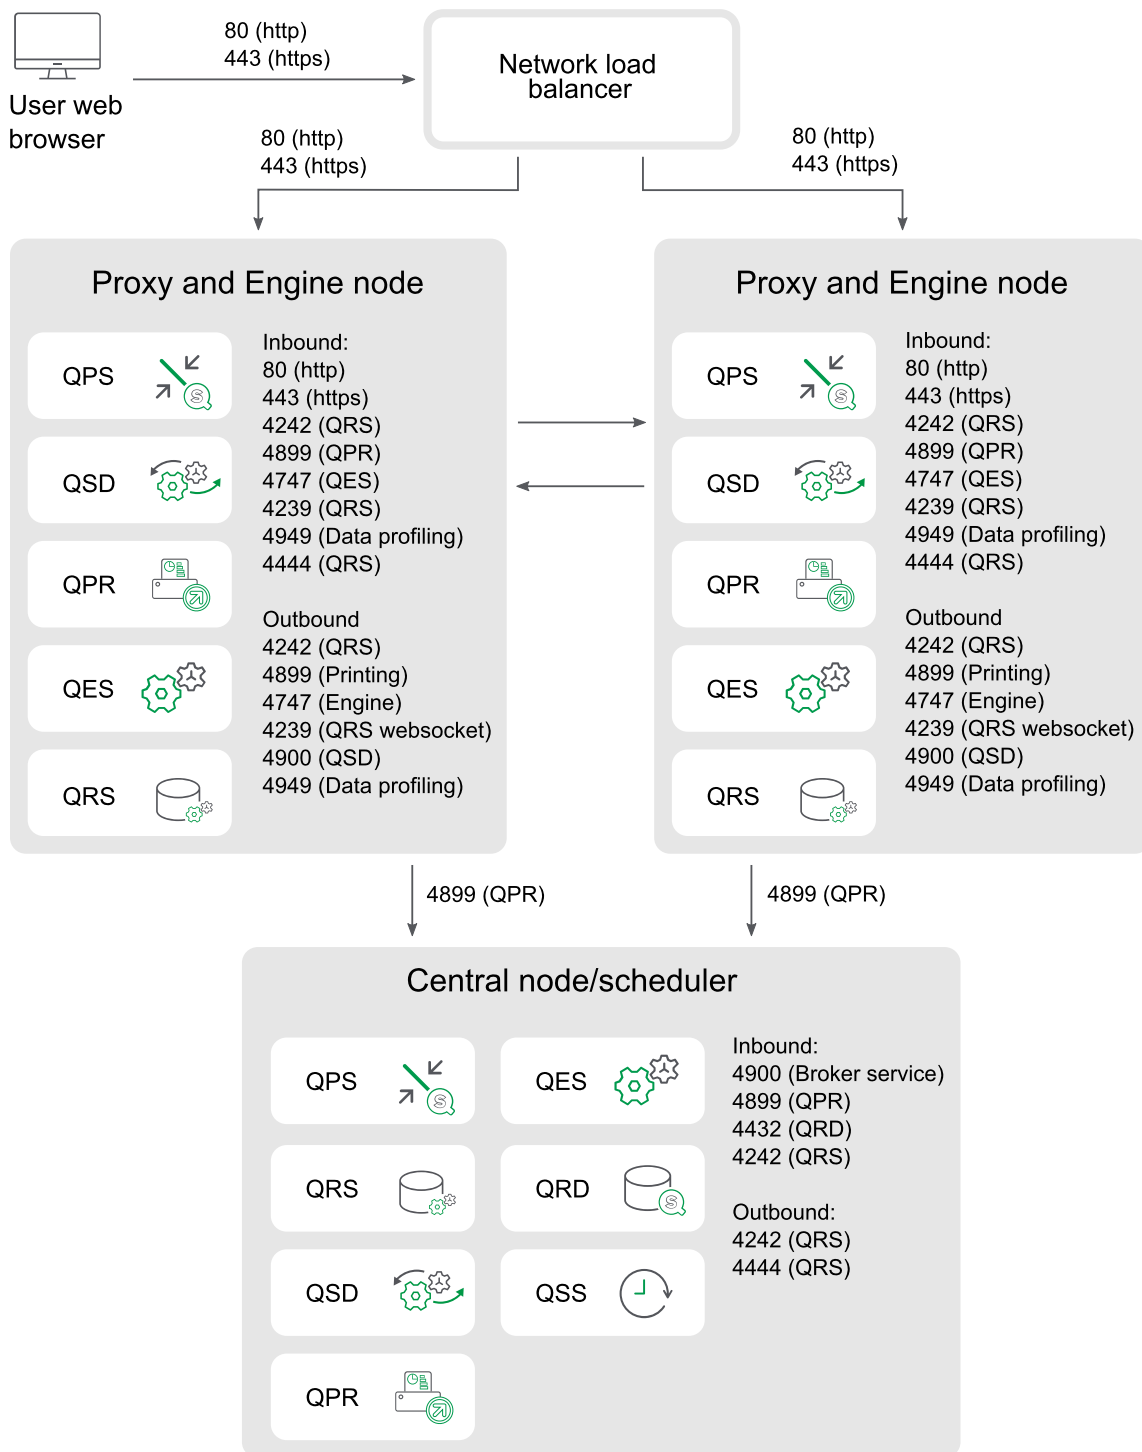 80 (http)
443 (https)
User web
browser
Network load
balancer
80 (http)
443 (https)
80 (http)
443 (https)
Proxy and Engine node
QPS
QSD
QPR
QES
QRS
Inbound:
80 (http)
443 (https)
4242 (QRS)
4899 (QPR)
4747 (QES)
4239 (QRS)
4949 (Data profiling)
4444 (QRS)
Outbound
4242 (QRS)
4899 (Printing)
4747 (Engine)
4239 (QRS websocket)
4900 (QSD)
4949 (Data profiling)
Proxy and Engine node
QPS
QSD
QPR
QES
QRS
Inbound:
80 (http)
443 (https)
4242 (QRS)
4899 (QPR)
4747 (QES)
4239 (QRS)
4949 (Data profiling)
4444 (QRS)
Outbound
4242 (QRS)
4899 (Printing)
4747 (Engine)
4239 (QRS websocket)
4900 (QSD)
4949 (Data profiling)
4899 (QPR)
4899 (QPR)
Central node/scheduler
QPS
QRS
QSD
QPR
QES
QRD
QSS
Inbound:
4900 (Broker service)
4899 (QPR)
4432 (QRD)
4242 (QRS)
Outbound:
4242 (QRS)
4444 (QRS)